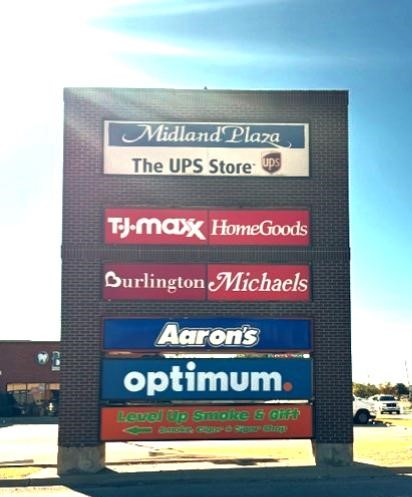 Midland Plaza
The UPS Store ups
T·J·maxx HomeGoods
Burlington Michaels
Aaron's
optimum.
Level Up Smoke & Gift
Smoke, Cigar & Vapor Shop